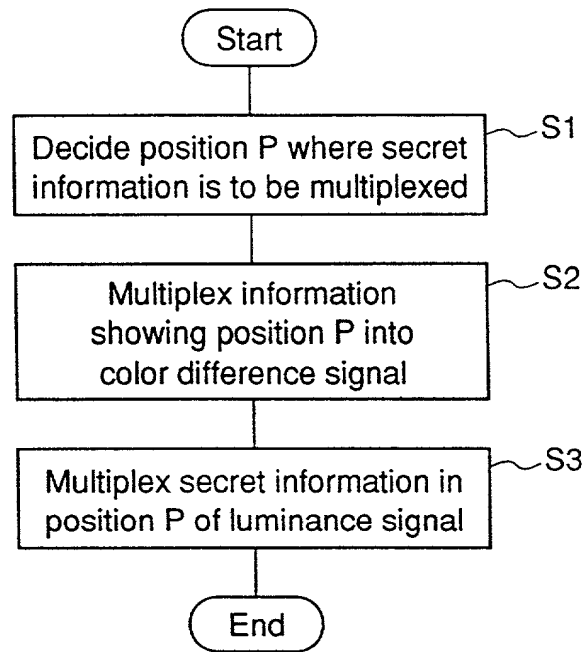 Start
Decide position P where secret
information is to be multiplexed
S1
Multiplex information
showing position P into
color difference signal
S2
Multiplex secret information in
position P of luminance signal
S3
End